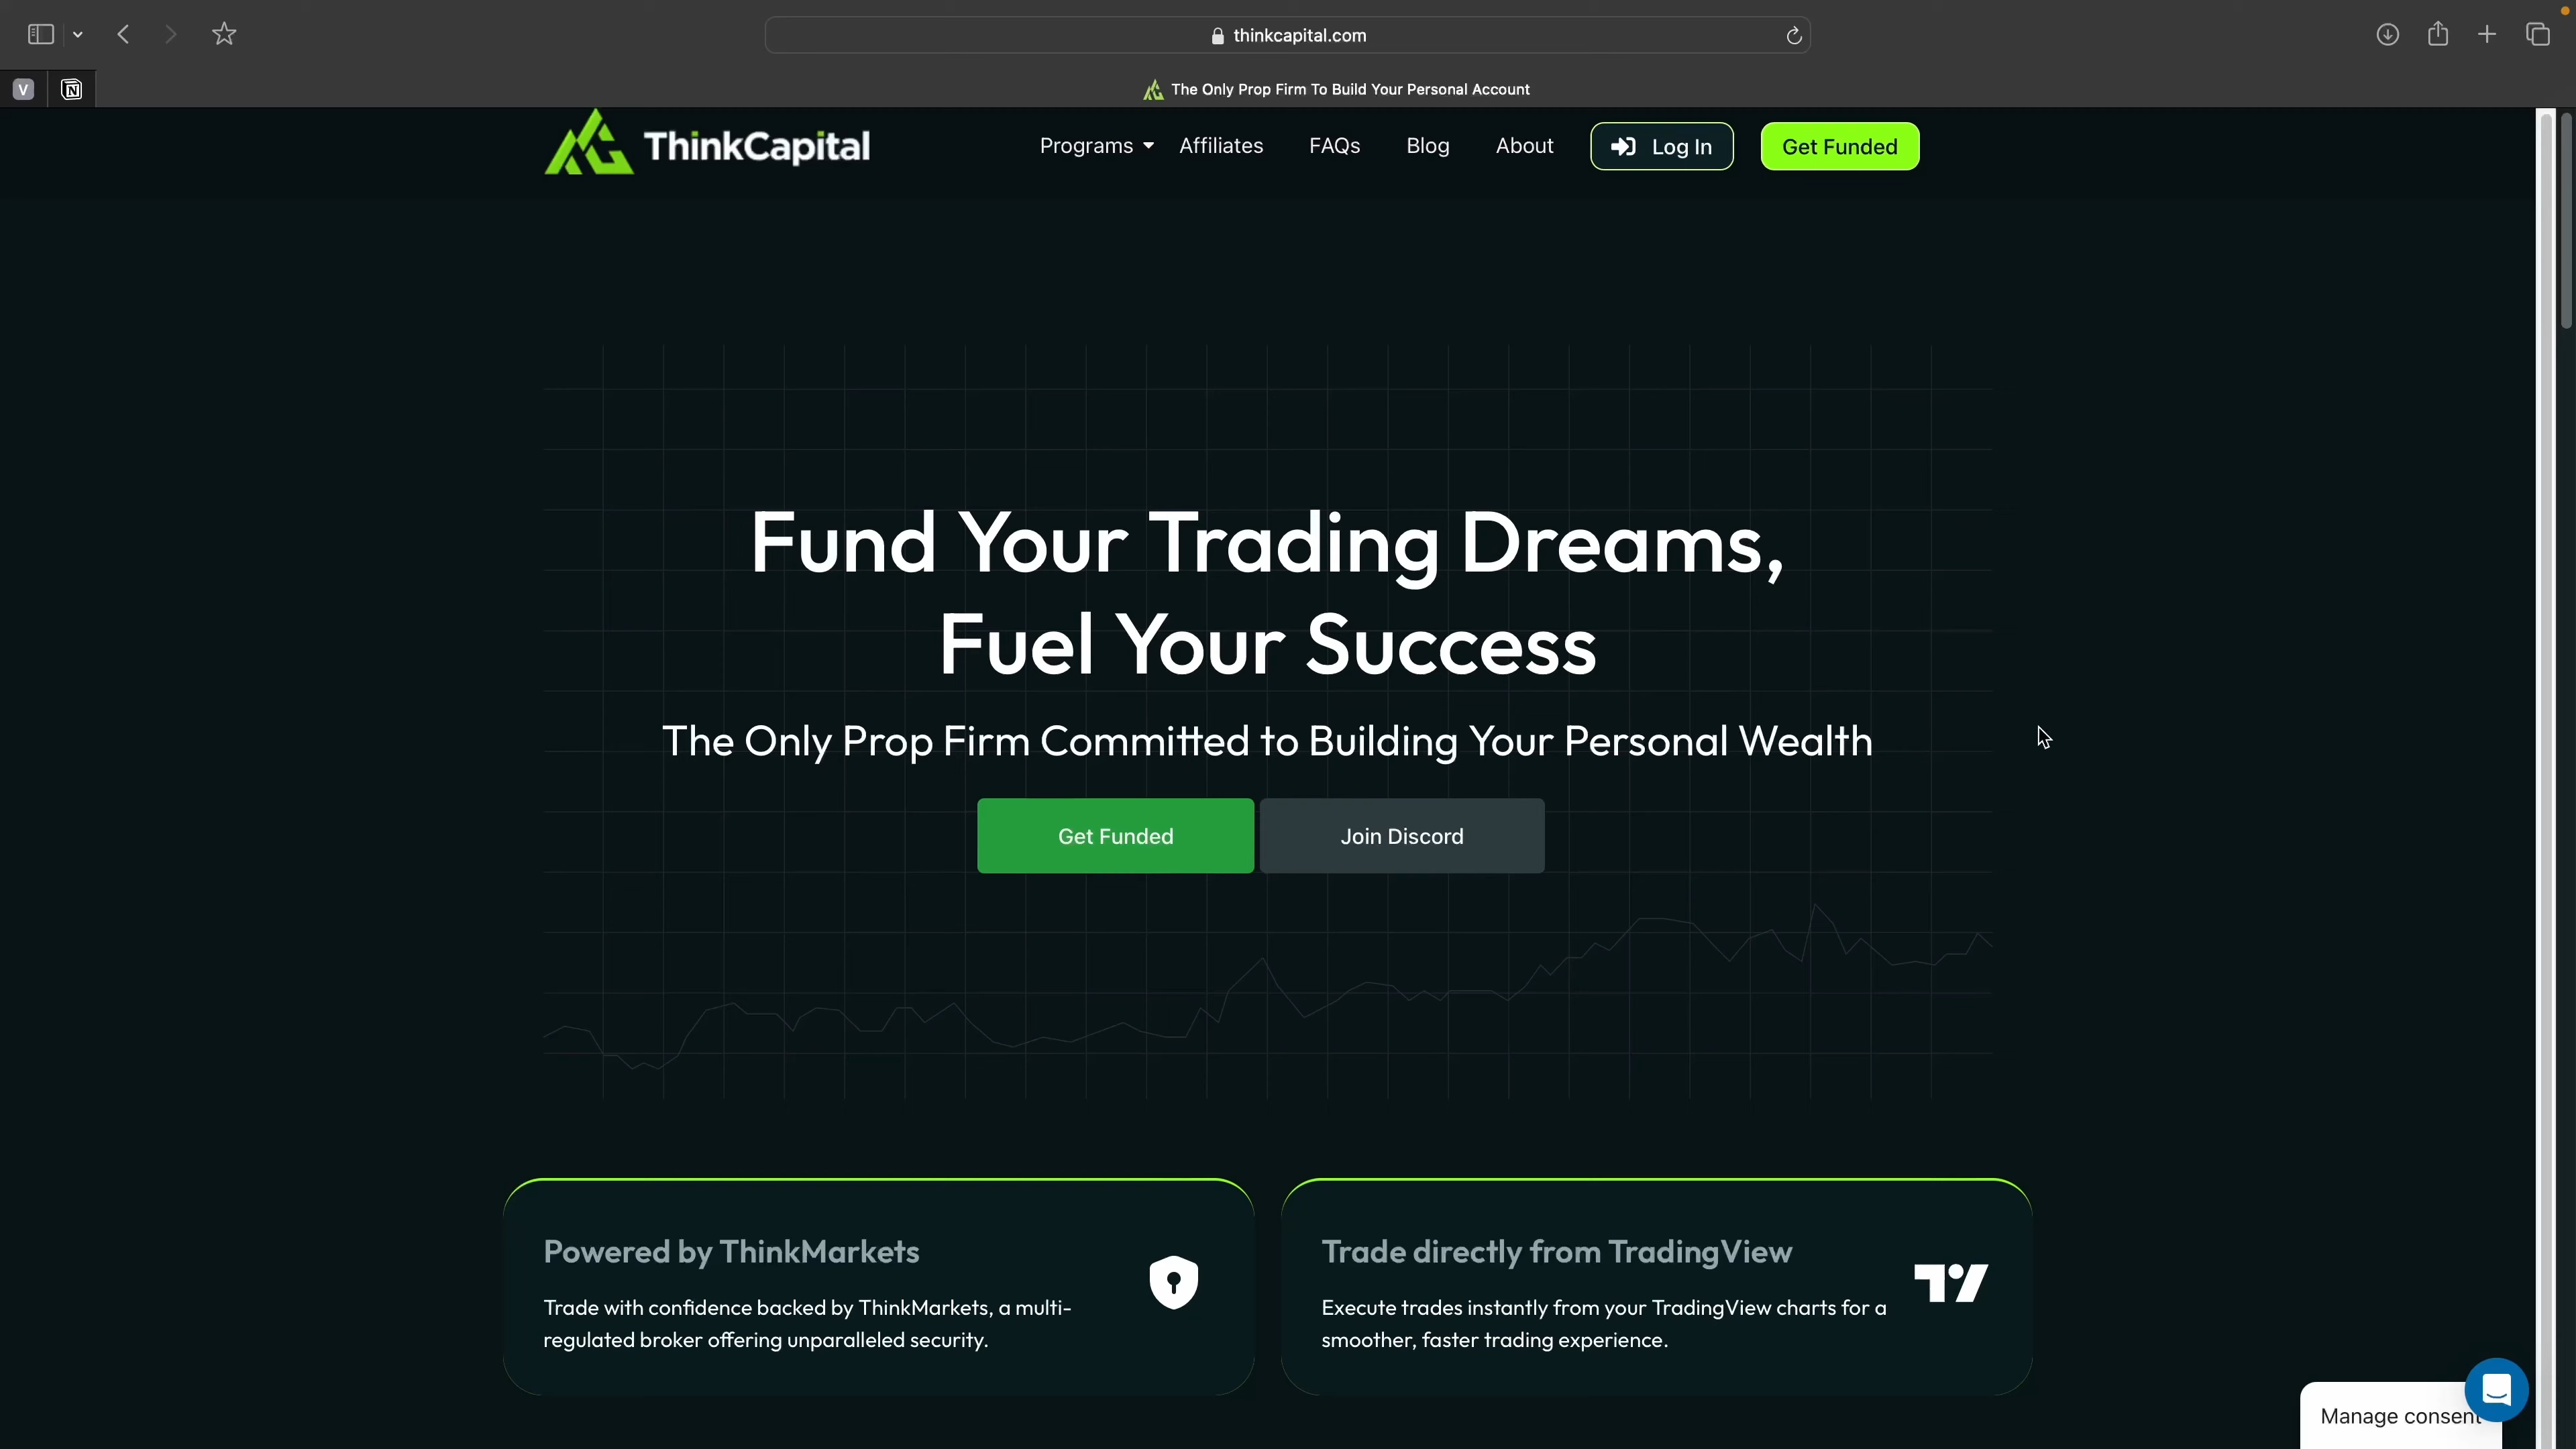 thinkcapital.com
V
N
The Only Prop Firm To Build Your Personal Account
ThinkCapital
Programs
Affiliates
FAQs
Blog
About
Log In
Get Funded
Fund Your Trading Dreams,
Fuel Your Success
The Only Prop Firm Committed to Building Your Personal Wealth
Get Funded
Join Discord
Powered by ThinkMarkets
Trade with confidence backed by ThinkMarkets, a multi-
regulated broker offering unparalleled security.
Trade directly from TradingView
Execute trades instantly from your TradingView charts for a
smoother, faster trading experience.
Manage consent